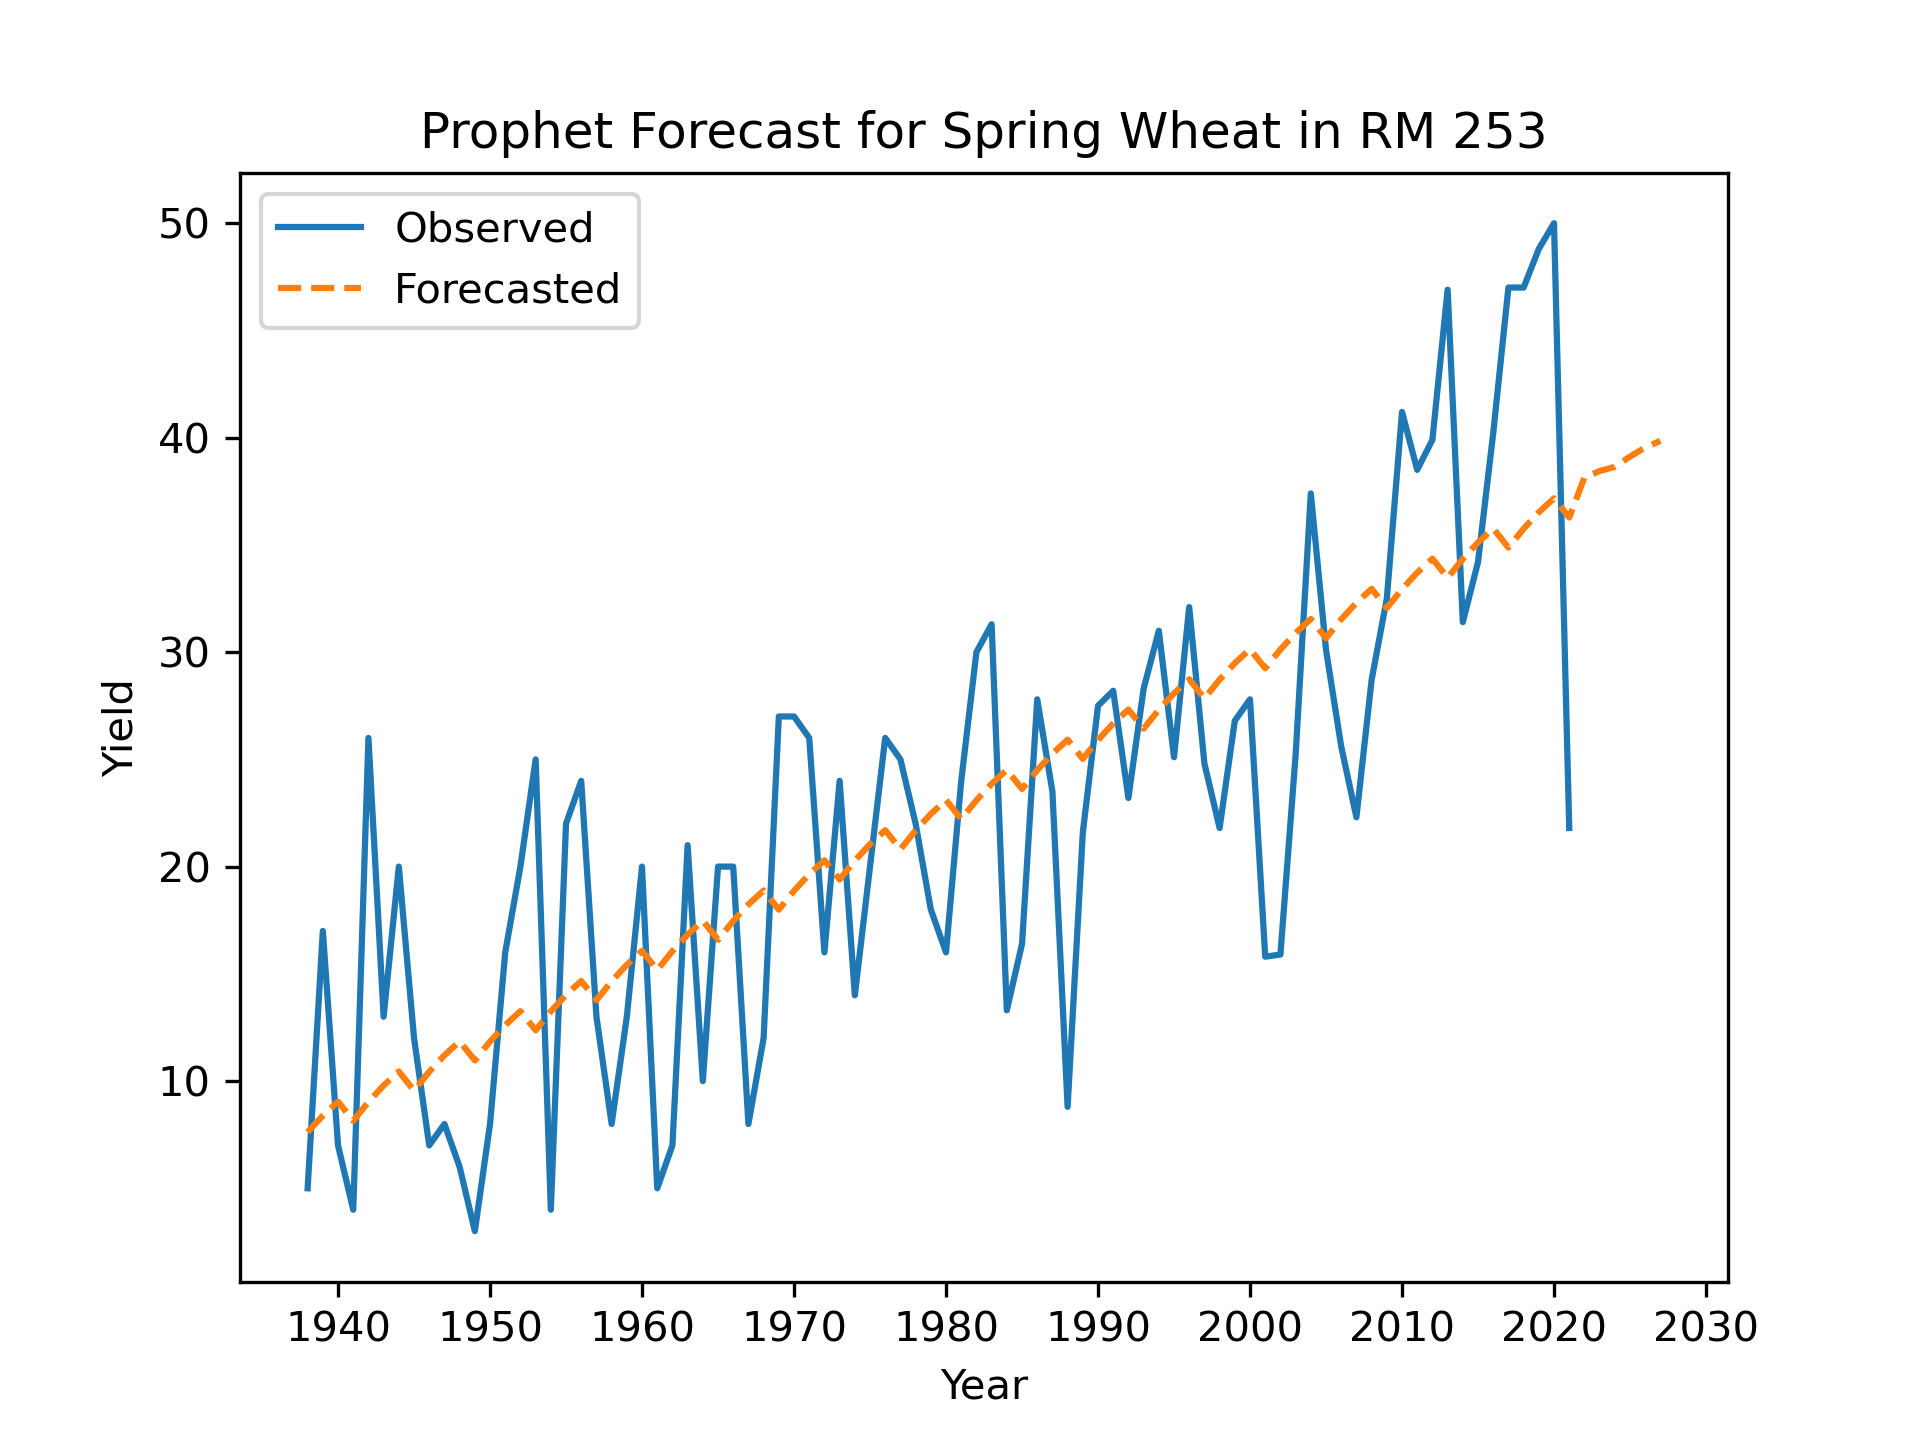 Prophet Forecast for Spring Wheat in RM 253
Observed
Forecasted
50
40
30
20
10
Yield
1940 1950 1960 1970 1980 1990 2000 2010 2020 2030
Year